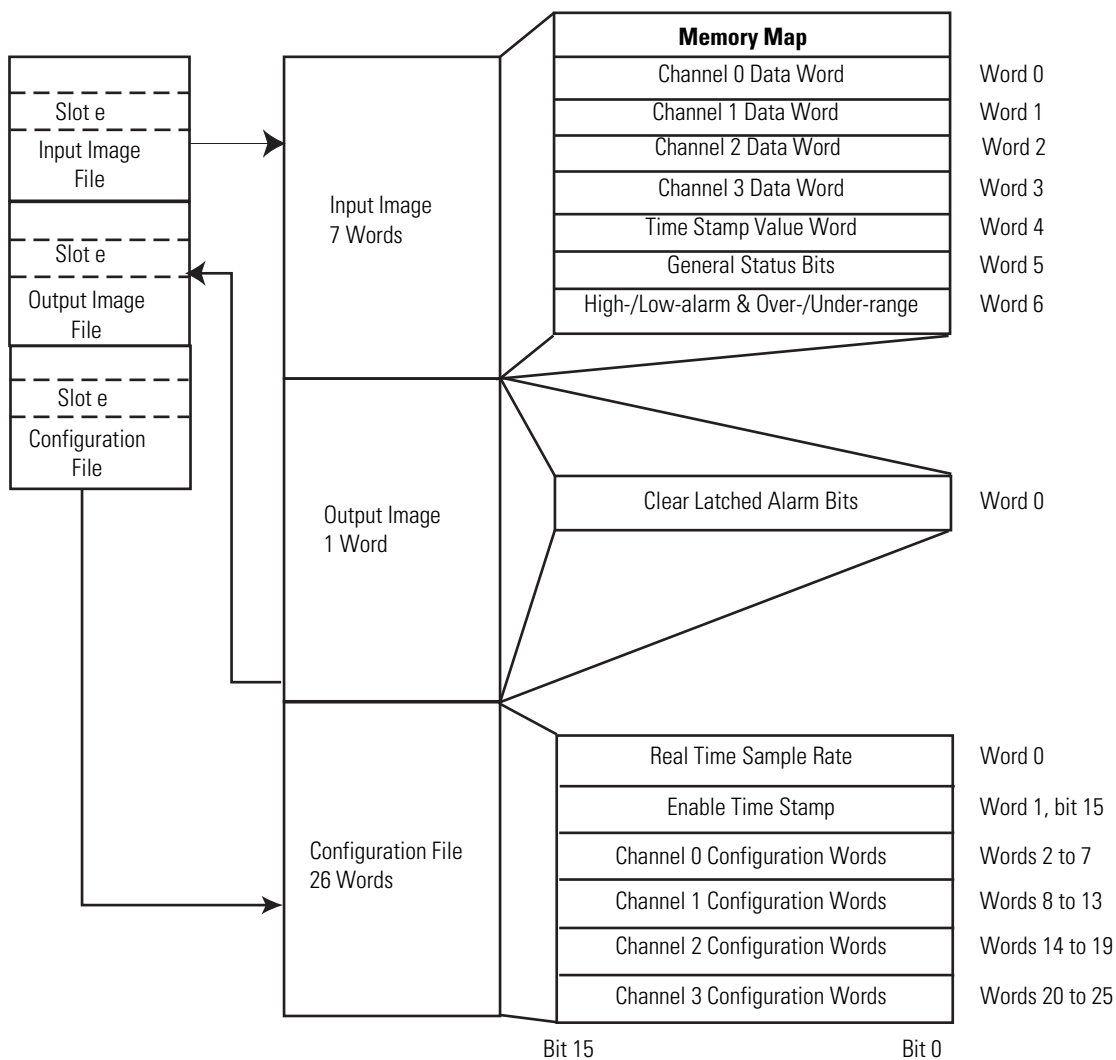 Slot e
Input Image
File
Slot e
Output Image
File
Slot e
Configuration
File
Input Image
7 Words
Output Image
1 Word
Configuration File
26 Words
Memory Map
Channel 0 Data Word Word 0
Channel 1 Data Word Word 1
Channel 2 Data Word Word 2
Channel 3 Data Word Word 3
Time Stamp Value Word Word 4
General Status Bits Word 5
High-/Low-alarm & Over-/Under-range Word 6
Clear Latched Alarm Bits Word 0
Real Time Sample Rate Word 0
Enable Time Stamp Word 1, bit 15
Channel 0 Configuration Words Words 2 to 7
Channel 1 Configuration Words Words 8 to 13
Channel 2 Configuration Words Words 14 to 19
Channel 3 Configuration Words Words 20 to 25
Bit 15 Bit 0